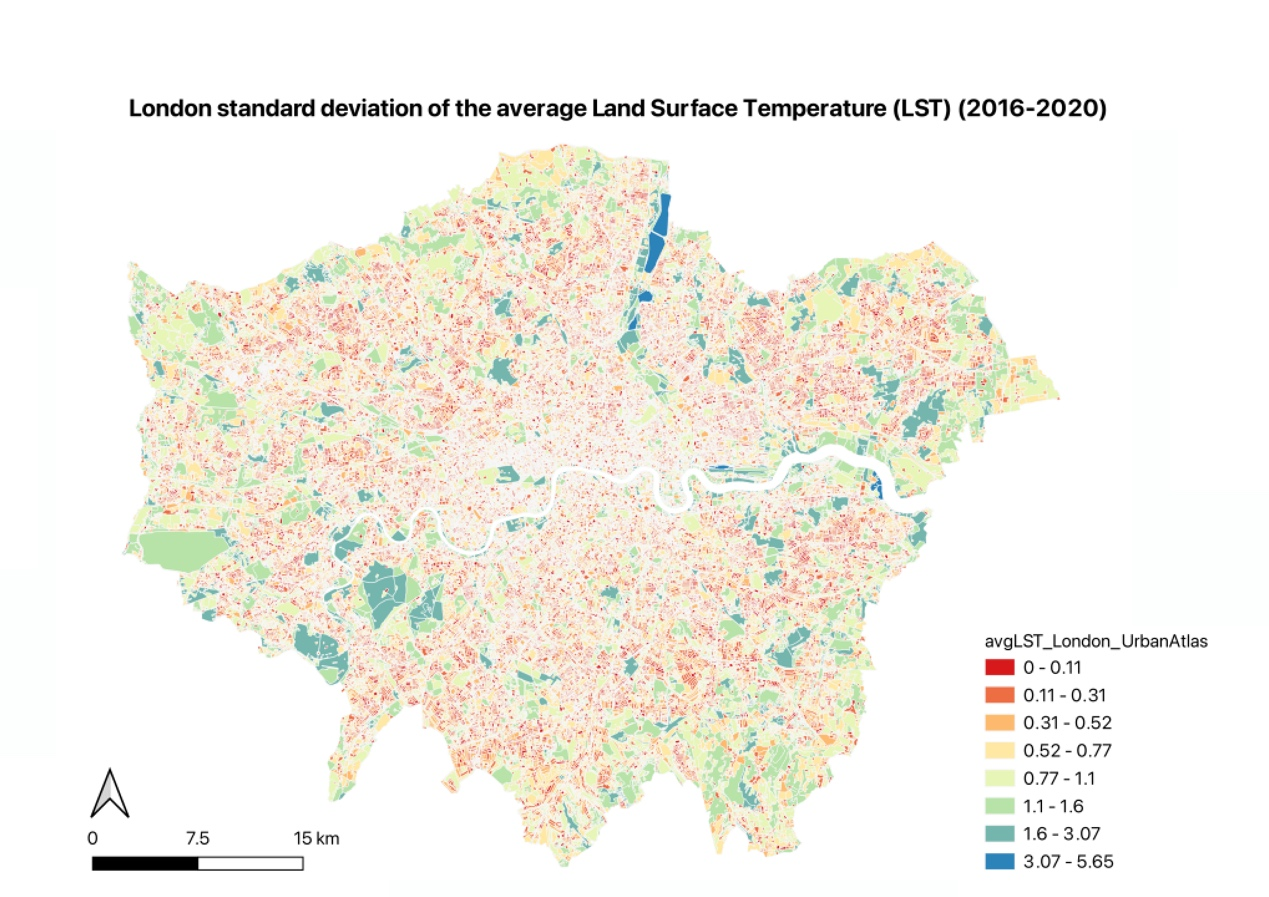 London standard deviation of the average Land Surface Temperature (LST) (2016-2020)
avgLST_London_UrbanAtlas
0 - 0.11
0.11 - 0.31
0.31 - 0.52
0.52 - 0.77
0.77 - 1.1
1.1 - 1.6
1.6 - 3.07
3.07 - 5.65
0 7.5 15 km